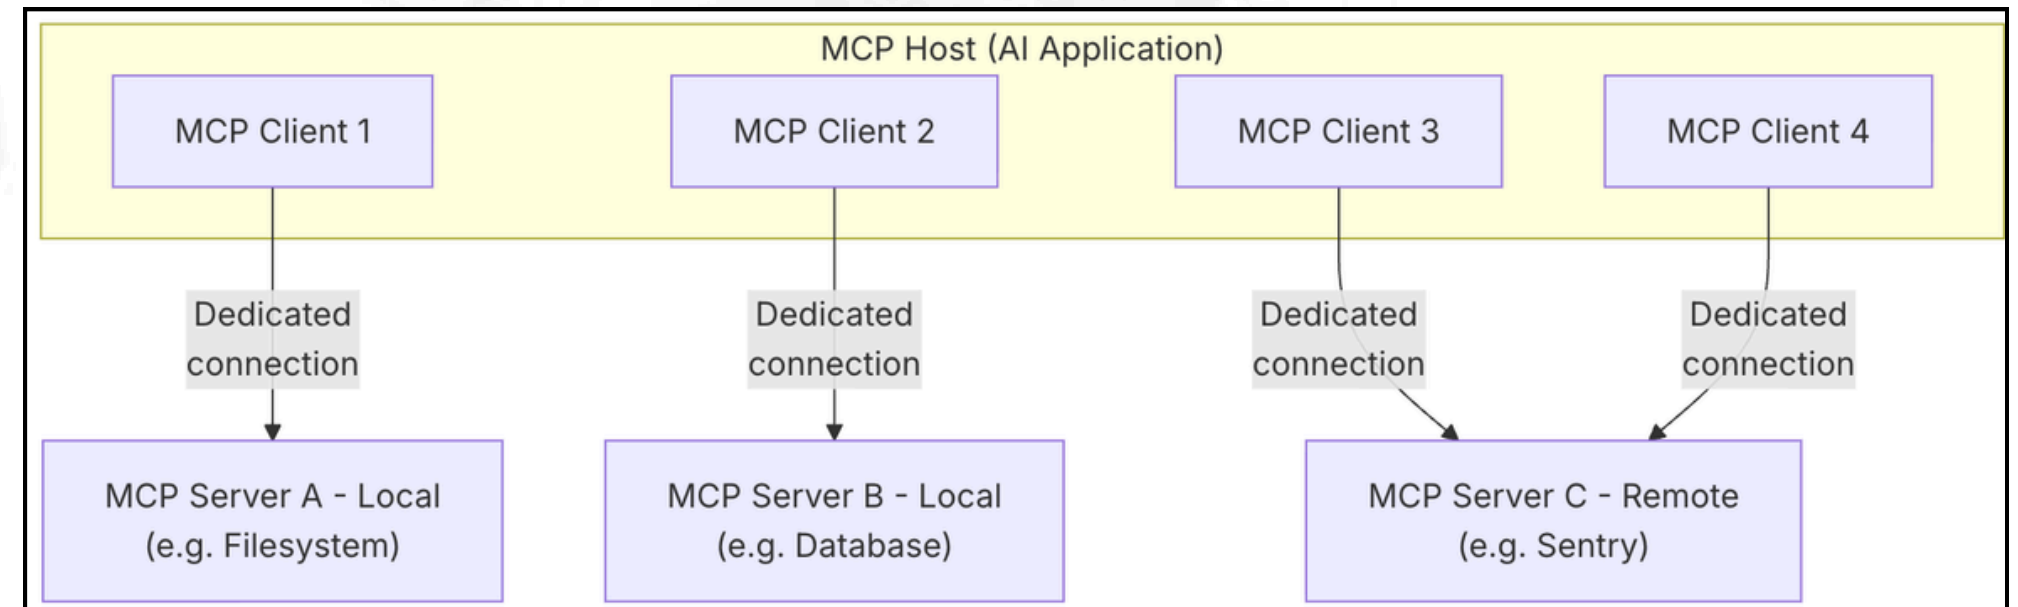 MCP Host (AI Application)
MCP Client 1
MCP Client 2
MCP Client 3
MCP Client 4
Dedicated
connection
Dedicated
connection
Dedicated
connection
Dedicated
connection
MCP Server A - Local
(e.g. Filesystem)
MCP Server B - Local
(e.g. Database)
MCP Server C - Remote
(e.g. Sentry)